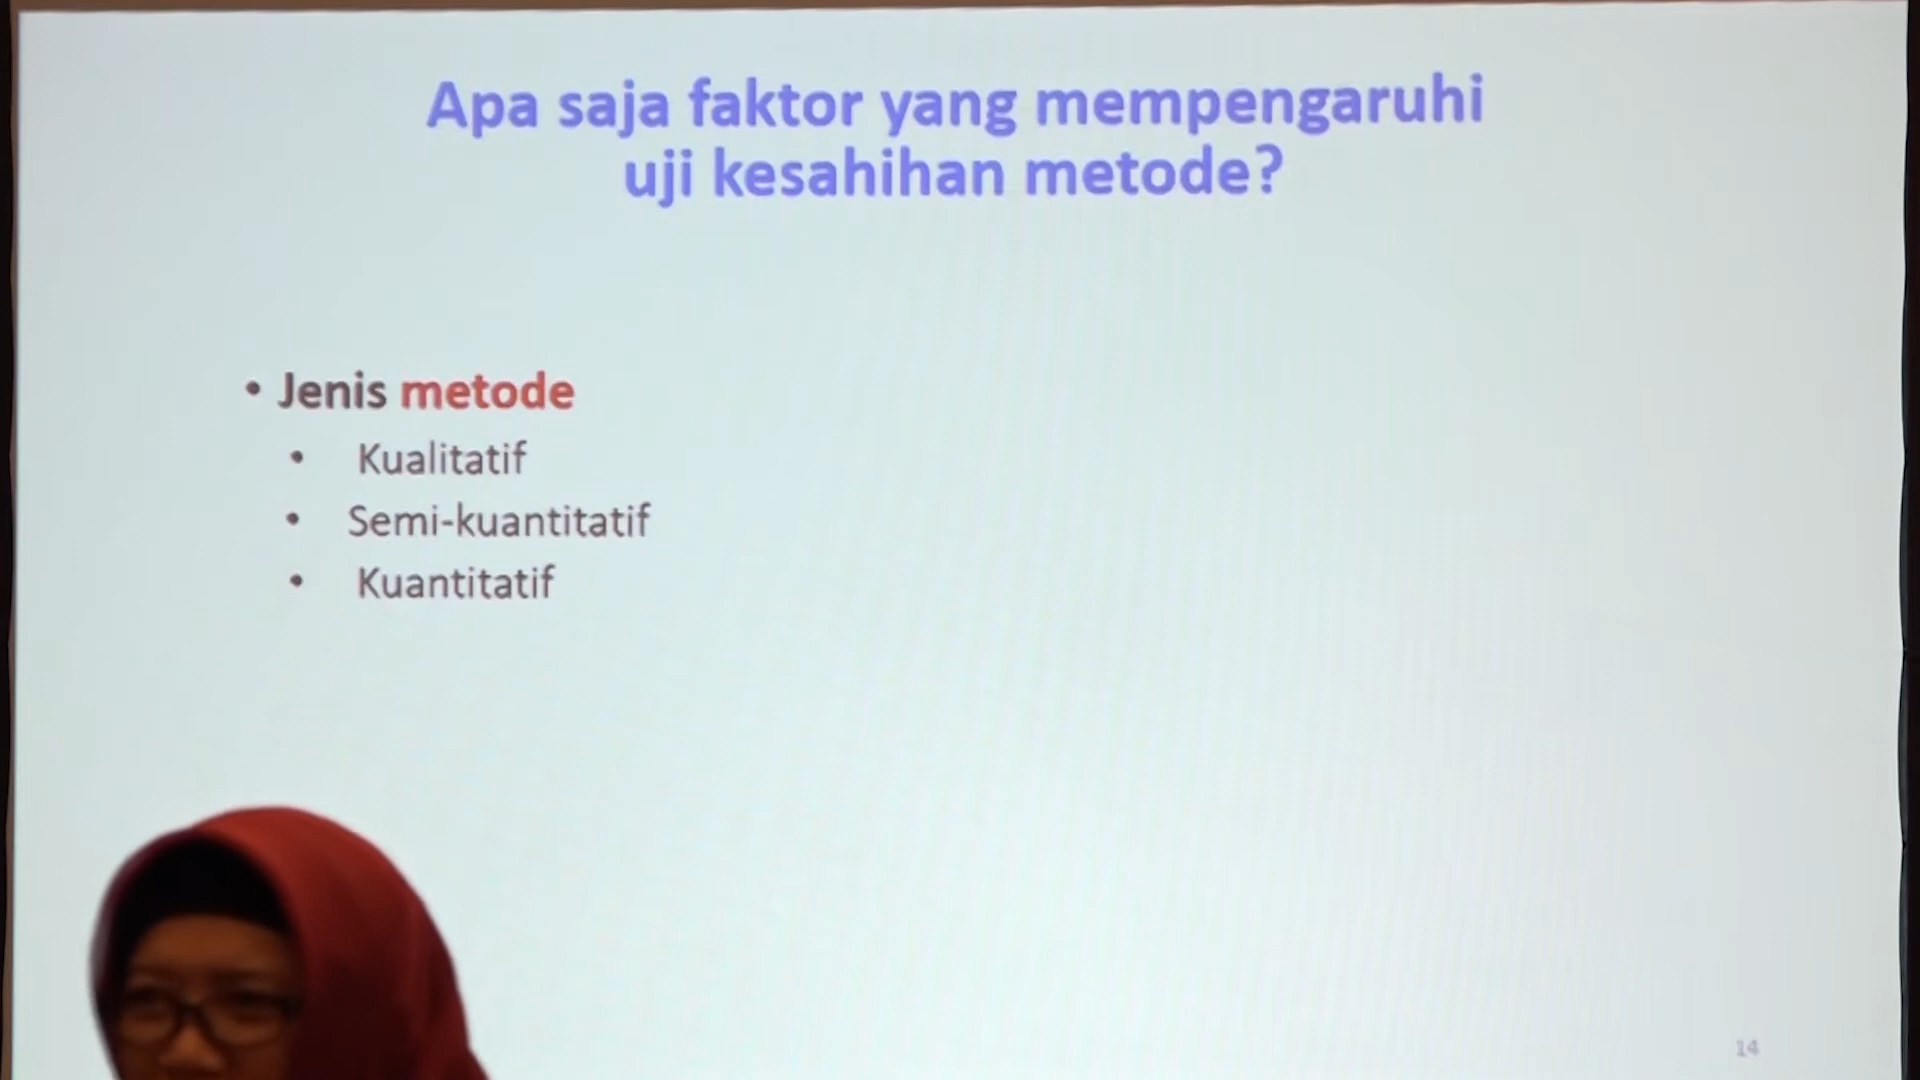 Apa saja faktor yang mempengaruhi
uji kesahihan metode?
• Jenis metode
• Kualitatif
• Semi-kuantitatif
• Kuantitatif
14